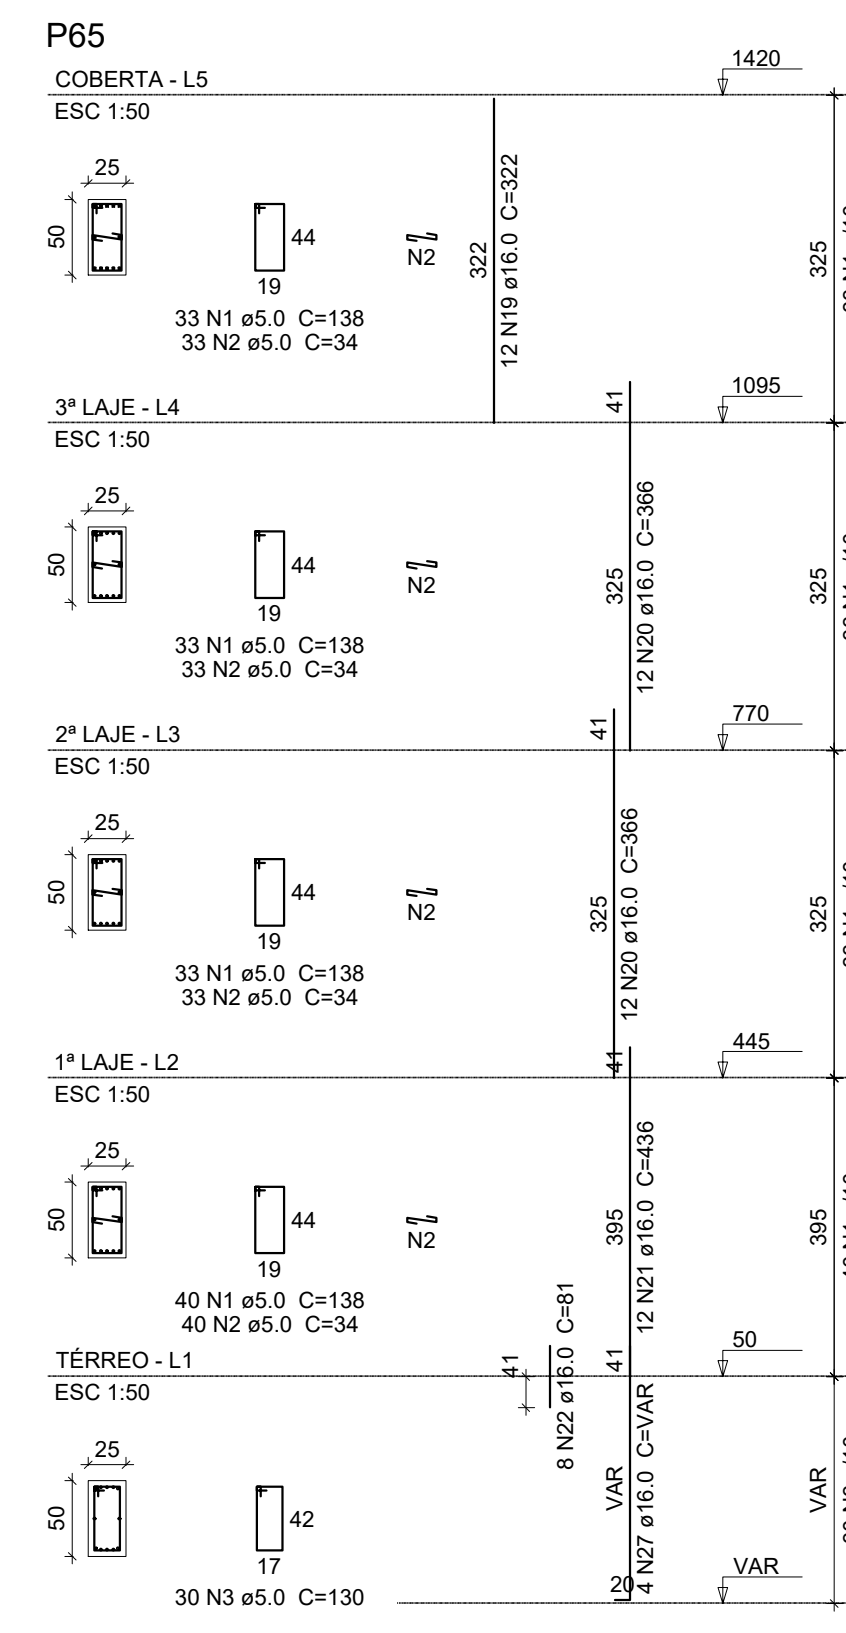 P65
1420
COBERTA - L5
ESC 1:50
25
50
44
19
N2
33 N1 ø5.0 C=138
33 N2 ø5.0 C=34
322
12 N19 ø16.0 C=322
325
1095
3ª LAJE - L4
41
ESC 1:50
25
50
44
19
N2
33 N1 ø5.0 C=138
33 N2 ø5.0 C=34
325
12 N20 ø16.0 C=366
325
770
2ª LAJE - L3
41
ESC 1:50
25
50
44
19
N2
33 N1 ø5.0 C=138
33 N2 ø5.0 C=34
325
12 N20 ø16.0 C=366
325
445
1ª LAJE - L2
41
ESC 1:50
25
50
44
19
N2
40 N1 ø5.0 C=138
40 N2 ø5.0 C=34
395
12 N21 ø16.0 C=436
395
50
TÉRREO - L1
41
8 N22 ø16.0 C=81
41
ESC 1:50
25
50
42
17
30 N3 ø5.0 C=130
VAR
4 N27 ø16.0 C=VAR
20
VAR
VAR